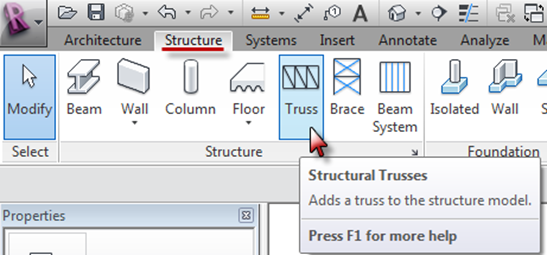 R
Architecture Structure Systems Insert Annotate Analyze M
Modify Beam Wall Column Floor Truss Brace Beam System Isolated Wall S
Select Structure Foundation
Structural Trusses
Adds a truss to the structure model.
Press F1 for more help
Properties